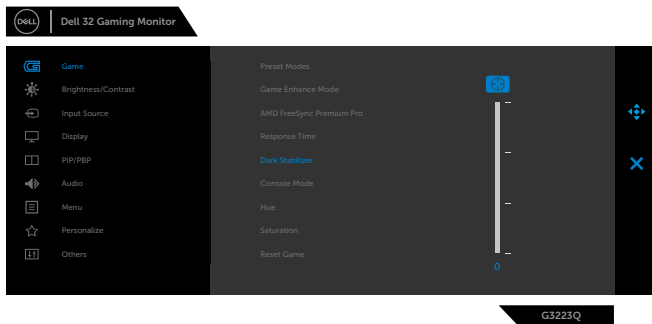 DELL
Dell 32 Gaming Monitor
Game
Preset Modes
Brightness/Contrast
Game Enhance Mode
Input Source
AMD FreeSync Premium Pro
Display
Response Time
PIP/PBP
Dark Stabilizer
Audio
Console Mode
Menu
Hue
Personalize
Saturation
Others
Reset Game
0
G3223Q